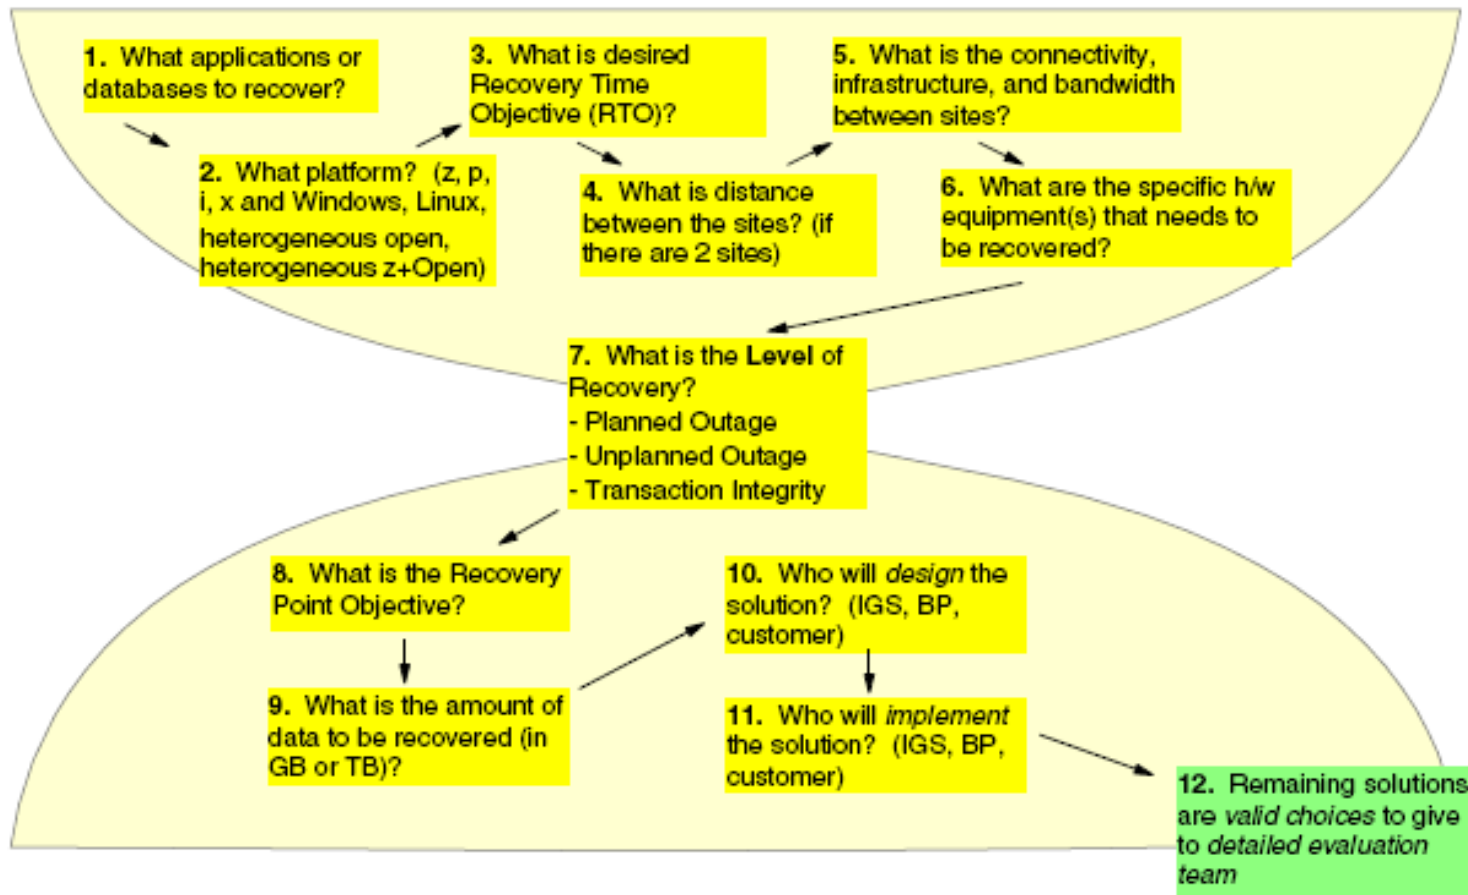 1. What applications or
databases to recover?
2. What platform? (z, p,
i, x and Windows, Linux,
heterogeneous open,
heterogeneous z+Open)
3. What is desired
Recovery Time
Objective (RTO)?
4. What is distance
between the sites? (if
there are 2 sites)
5. What is the connectivity,
infrastructure, and bandwidth
between sites?
6. What are the specific h/w
equipment(s) that needs to
be recovered?
7. What is the Level of
Recovery?
- Planned Outage
- Unplanned Outage
- Transaction Integrity
8. What is the Recovery
Point Objective?
9. What is the amount of
data to be recovered (in
GB or TB)?
10. Who will design the
solution? (IGS, BP,
customer)
11. Who will implement
the solution? (IGS, BP,
customer)
12. Remaining solutions
are valid choices to give
to detailed evaluation
team